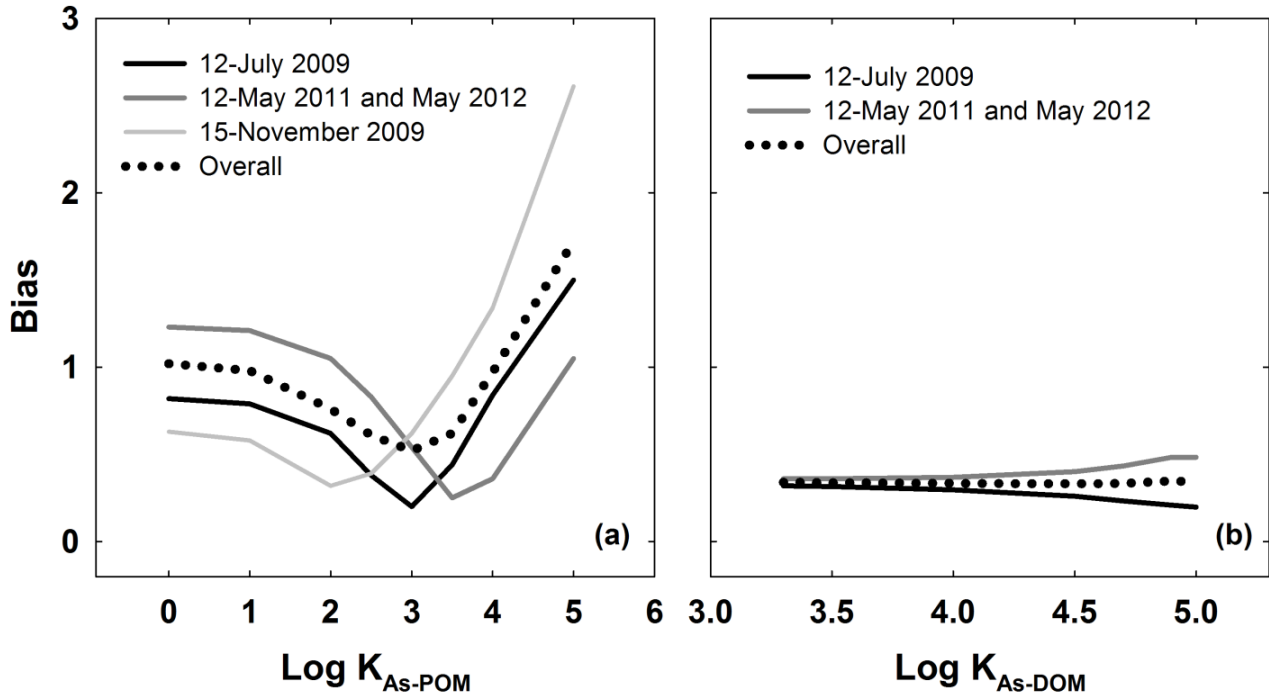 3
2
1
0
Bias
12-July 2009
12-May 2011 and May 2012
15-November 2009
Overall
(a)
0 1 2 3 4 5 6
Log K As-POM
12-July 2009
12-May 2011 and May 2012
Overall
(b)
3.0 3.5 4.0 4.5 5.0
Log K As-DOM